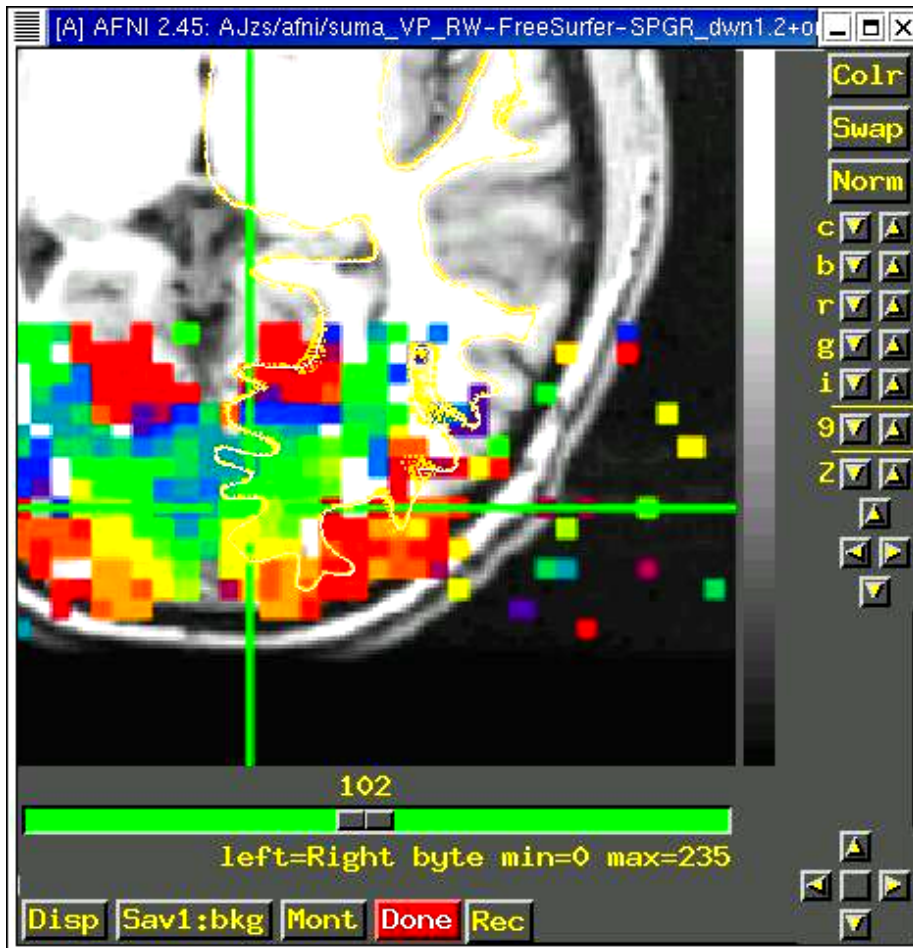 [A] AFNI 2.45: AJzs/afni/suma_VP_RW-FreeSurfer-SPGR_dwn1.2+o
Colr
Swap
Norm
c
b
r
g
i
9
Z
102
left=Right byte min=0 max=235
Disp Sav1:bkg Mont Done Rec